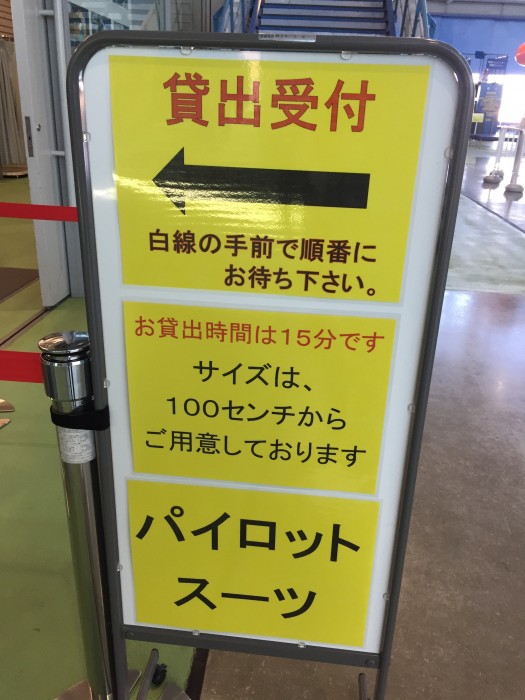 貸出受付
白線の手前で順番に
お待ち下さい。
お貸出時間は15分です
サイズは、
100センチから
ご用意しております
パイロット
スーツ